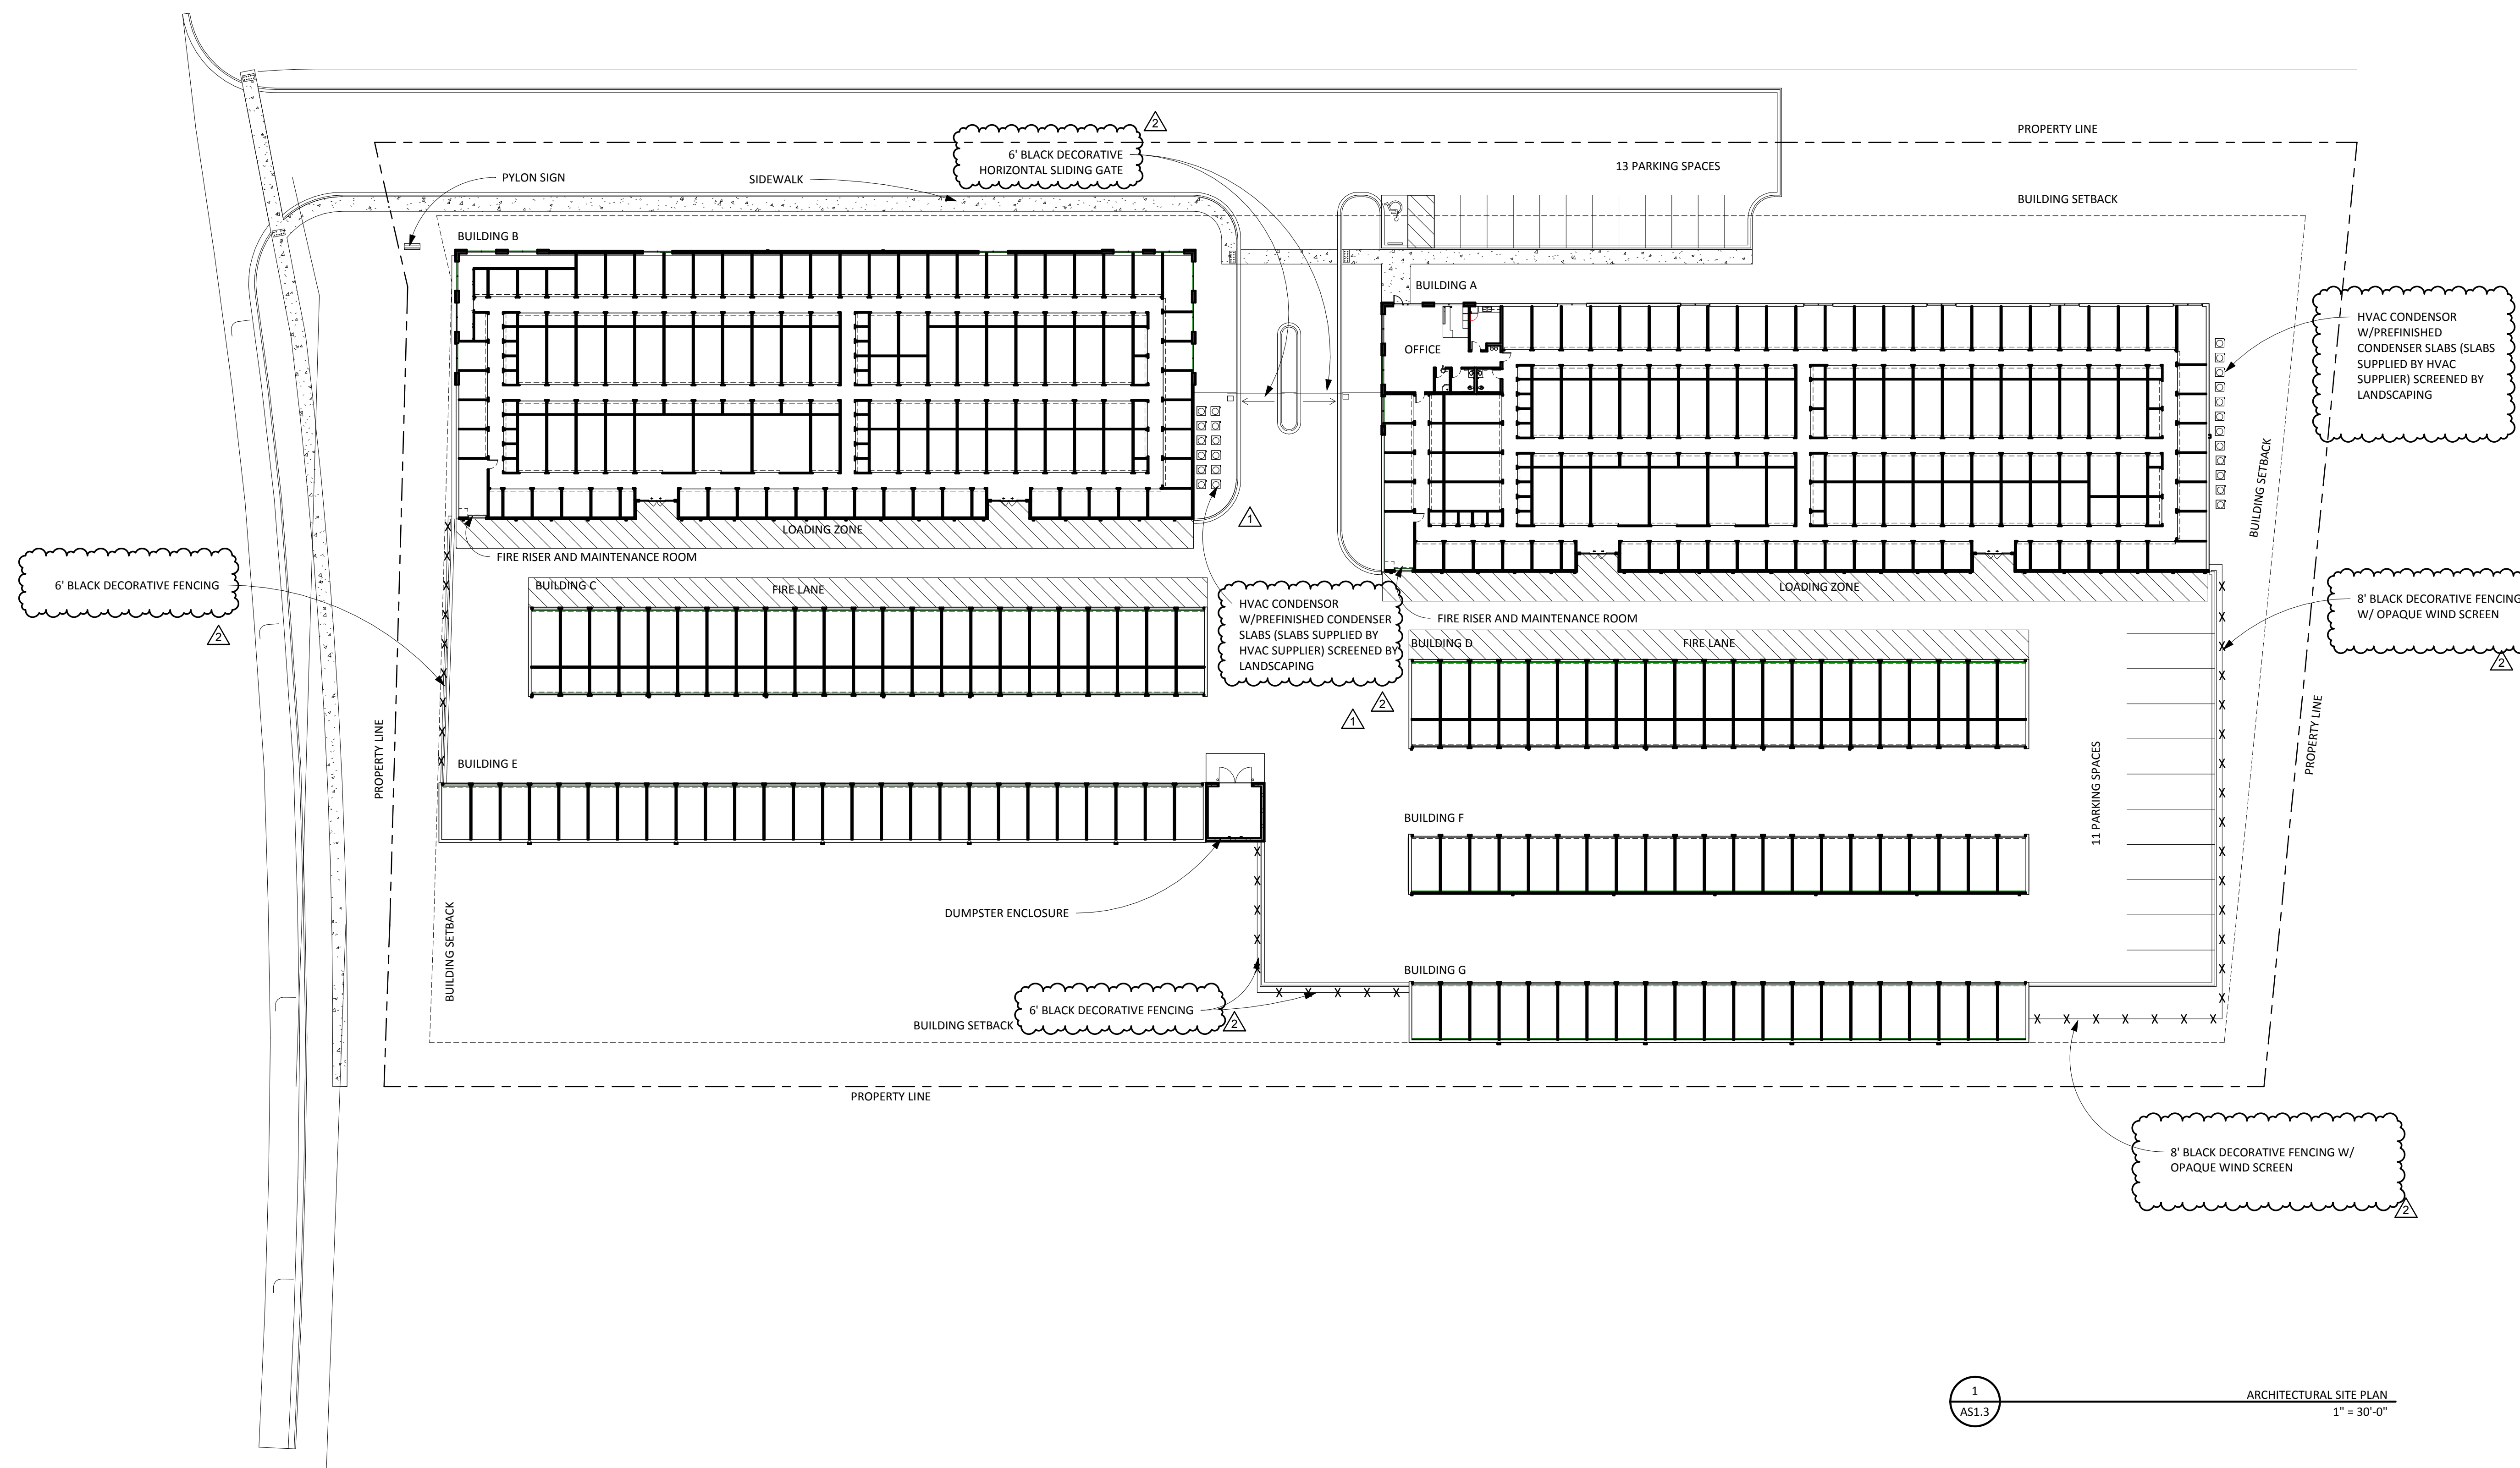 2
PROPERTY LINE
6' BLACK DECORATIVE
HORIZONTAL SLIDING GATE
13 PARKING SPACES
PYLON SIGN
SIDEWALK
BUILDING SETBACK
BUILDING B
BUILDING A
HVAC CONDENSOR
W/PREFINISHED
CONDENSER SLABS (SLABS
SUPPLIED BY HVAC
SUPPLIER) SCREENED BY
LANDSCAPING
OFFICE
BUILDING SETBACK
1
LOADING ZONE
FIRE RISER AND MAINTENANCE ROOM
6' BLACK DECORATIVE FENCING
2
BUILDING C
FIRE LANE
HVAC CONDENSOR
W/PREFINISHED CONDENSER
SLABS (SLABS SUPPLIED BY
HVAC SUPPLIER) SCREENED BY
LANDSCAPING
1
2
LOADING ZONE
FIRE RISER AND MAINTENANCE ROOM
8' BLACK DECORATIVE FENCING
W/ OPAQUE WIND SCREEN
2
BUILDING D
FIRE LANE
PROPERTY LINE
PROPERTY LINE
BUILDING E
11 PARKING SPACES
BUILDING F
DUMPSTER ENCLOSURE
BUILDING SETBACK
BUILDING G
6' BLACK DECORATIVE FENCING
2
BUILDING SETBACK
PROPERTY LINE
8' BLACK DECORATIVE FENCING W/
OPAQUE WIND SCREEN
2
1
AS1.3
ARCHITECTURAL SITE PLAN
1" = 30'-0"